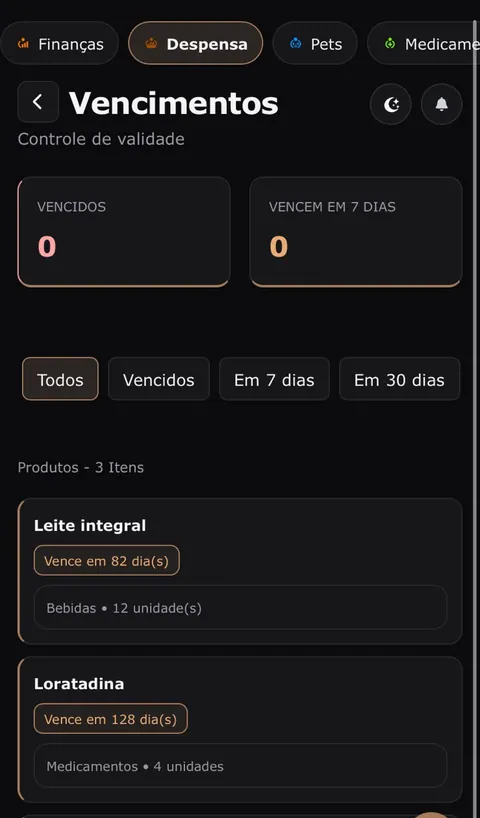 Finanças Despensa Pets Medicame
Vencimentos
Controle de validade
VENCIDOS VENCEM EM 7 DIAS
0 0
Todos Vencidos Em 7 dias Em 30 dias
Produtos - 3 Itens
Leite integral
Vence em 82 dia(s)
Bebidas • 12 unidade(s)
Loratadina
Vence em 128 dia(s)
Medicamentos • 4 unidades